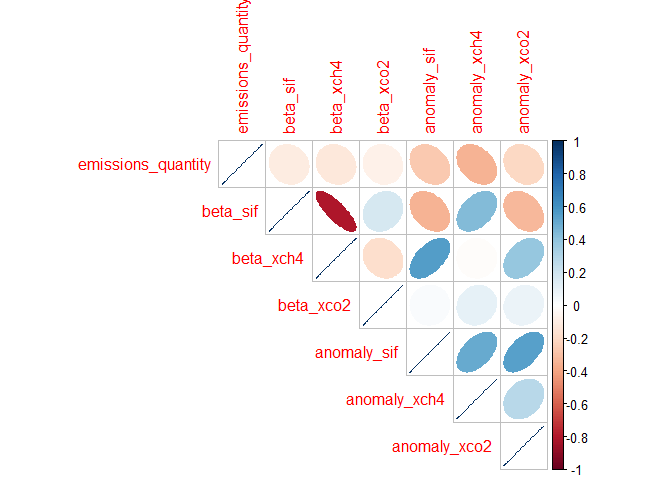 emissions_quantity
beta_sif
beta_xch4
beta_xco2
anomaly_sif
anomaly_xch4
anomaly_xco2
emissions_quantity
beta_sif
beta_xch4
beta_xco2
anomaly_sif
anomaly_xch4
anomaly_xco2
1
0.8
0.6
0.4
0.2
0
-0.2
-0.4
-0.6
-0.8
-1